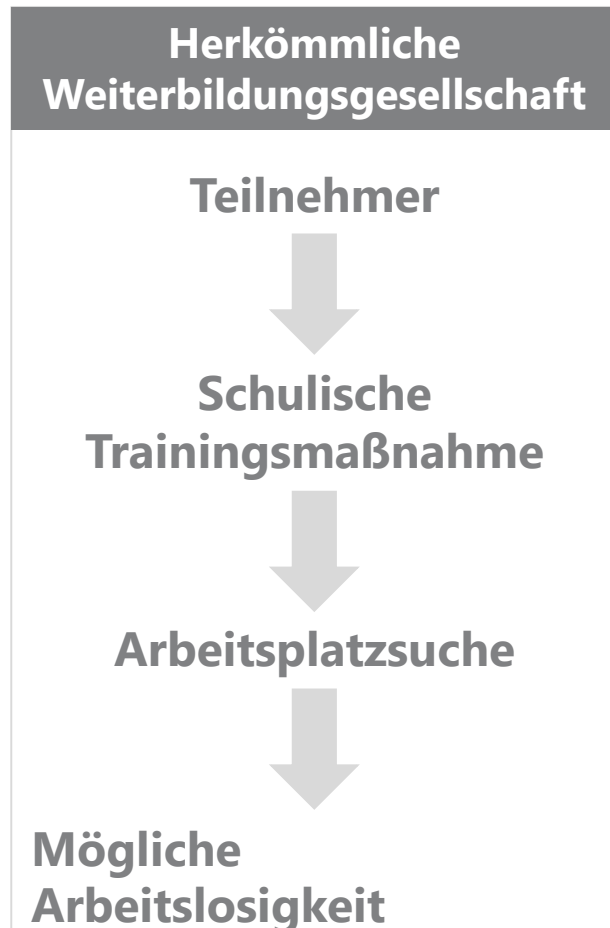 Herkömmliche
Weiterbildungsgesellschaft
Teilnehmer
Schulische
Trainingsmaßnahme
Arbeitsplatzsuche
Mögliche
Arbeitslosigkeit